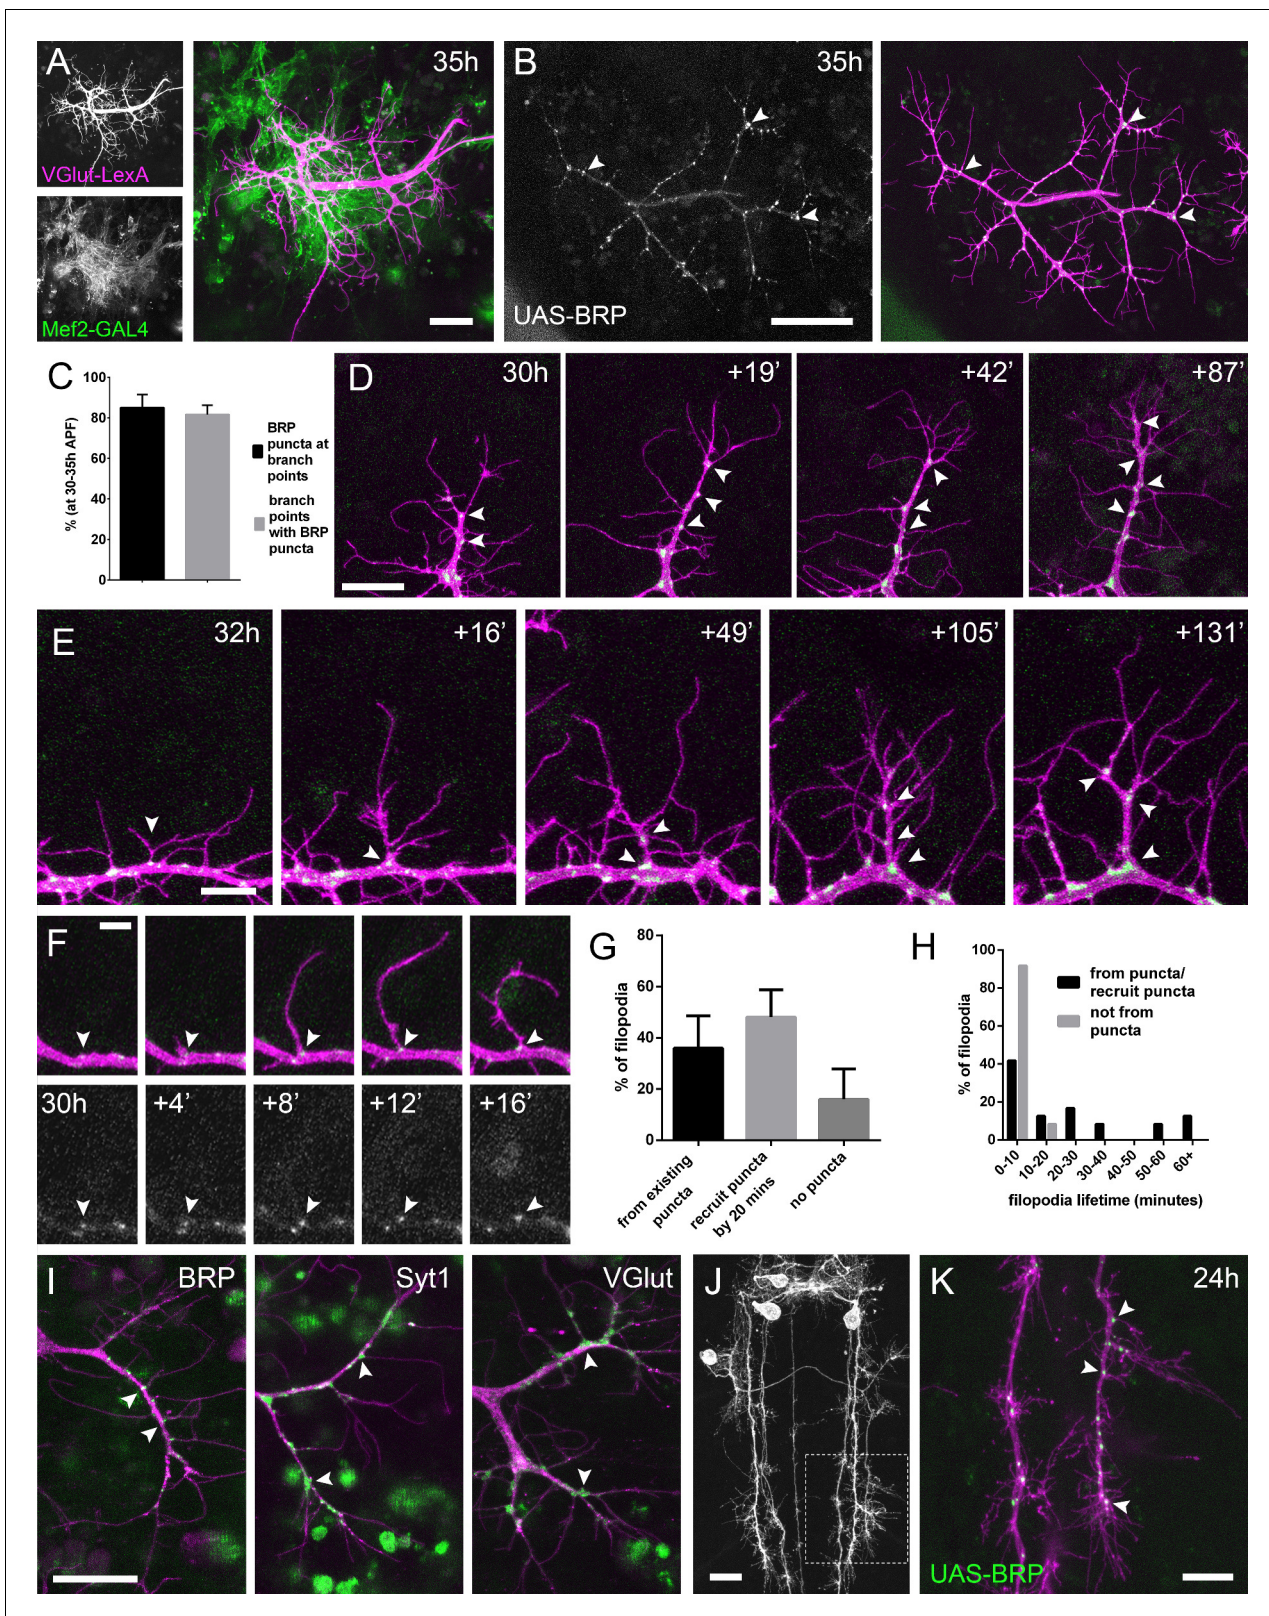 A
VGlut-LexA
Mef2-GAL4
35h
B
35h
UAS-BRP
C
100
80
60
40
20
0
% (at 30-35h APF)
BRP
puncta at
branch
points
branch
points
with BRP
puncta
D
30h
+19’
+42’
+87’
E
32h
+16’
+49’
+105’
+131’
F
30h
+4’
+8’
+12’
+16’
G
80
60
40
20
0
% of filopodia
from existing
puncta
recruit puncta
by 20 mins
no puncta
H
100
80
60
40
20
0
% of filopodia
from puncta/
recruit puncta
not from
puncta
0-10
10-20
20-30
30-40
40-50
50-60
60+
filopodia lifetime (minutes)
I
BRP
Syt1
VGlut
J
K
24h
UAS-BRP